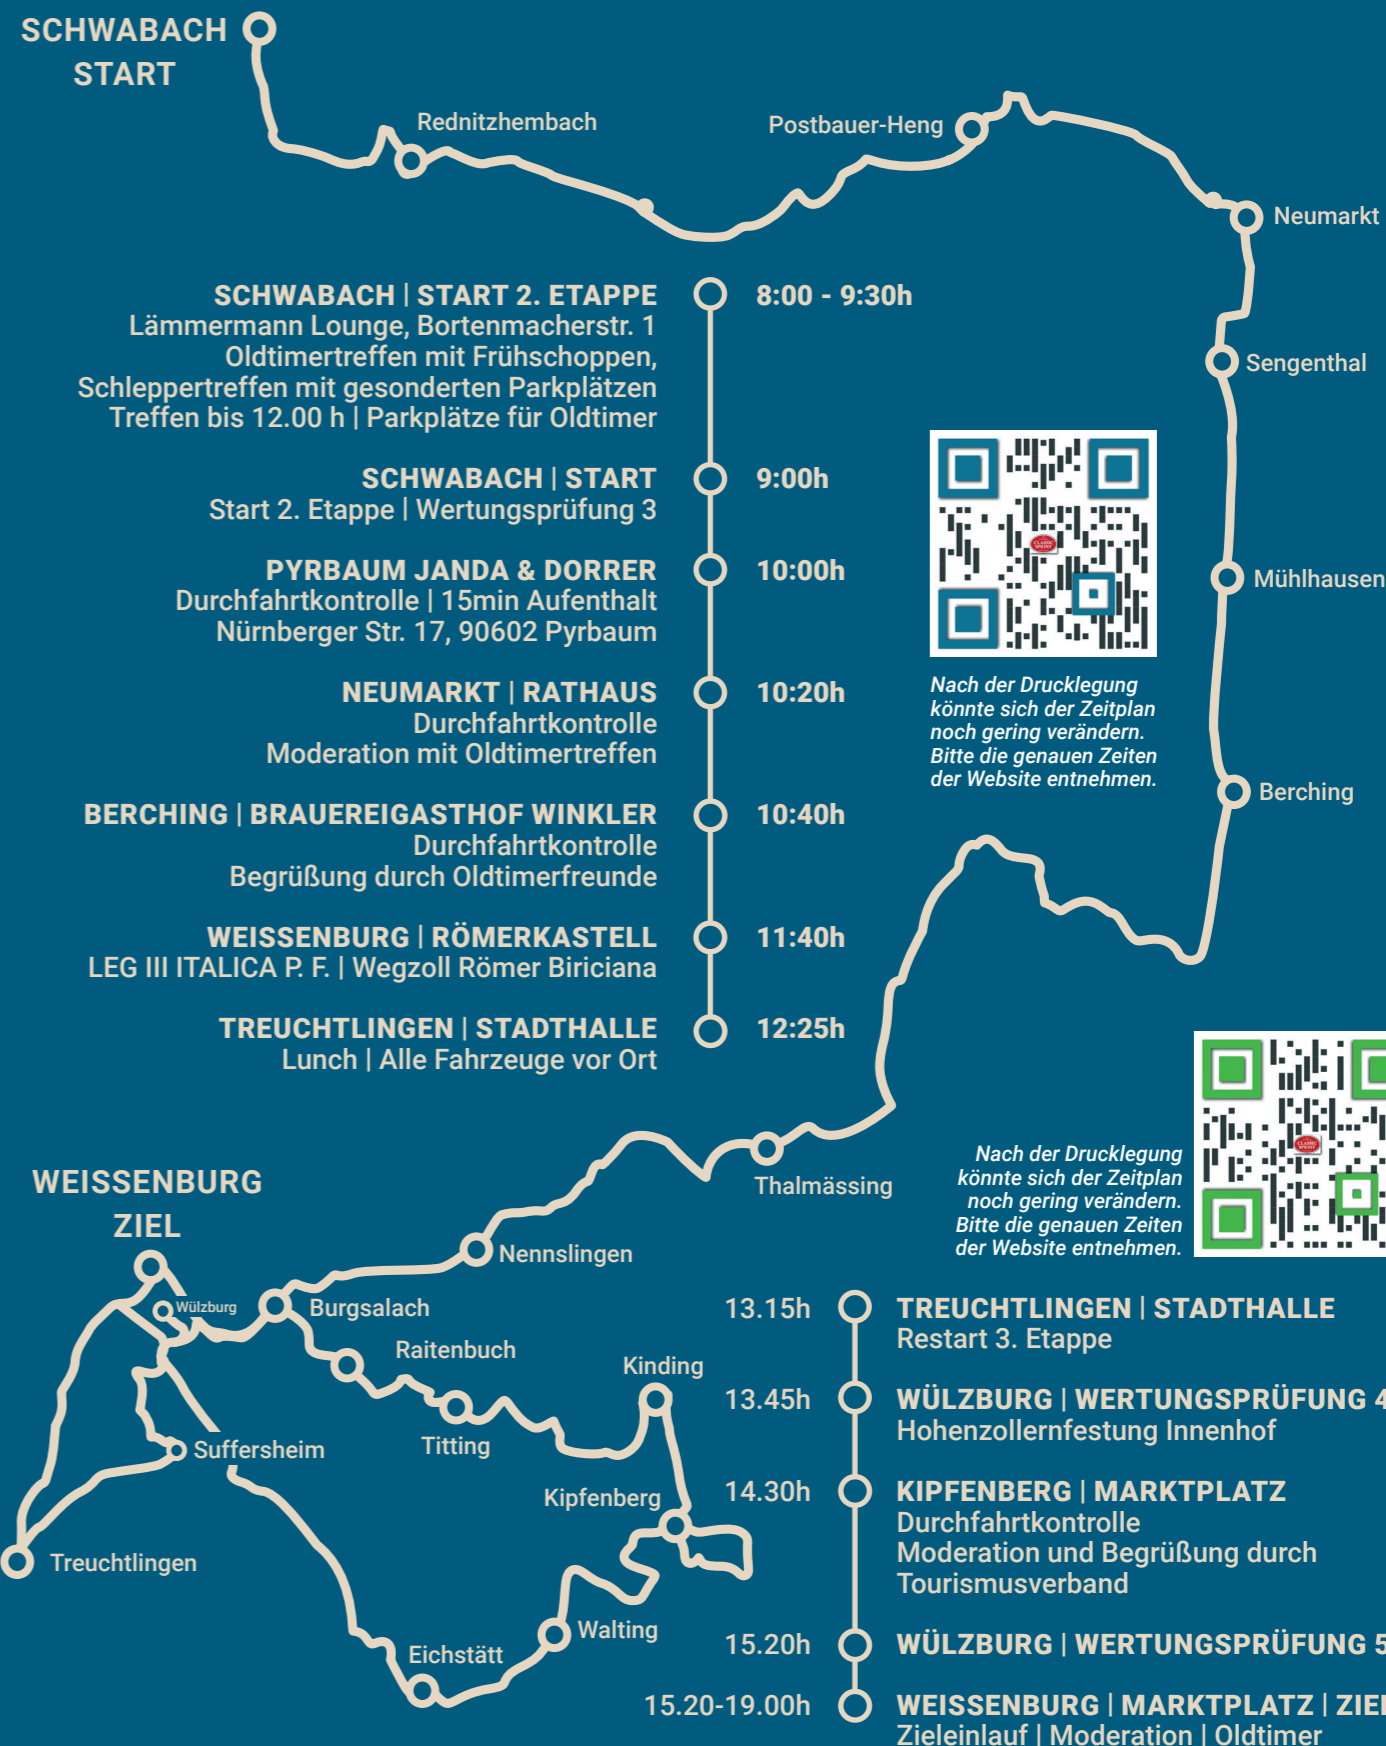 SCHWABACH
START
Rednitzhembach
Postbauer-Heng
Neumarkt
Sengenthal
Mühlhausen
Berching
SCHWABACH | START 2. ETAPPE
8:00 - 9:30h
Lämmermann Lounge, Bortenmacherstr. 1
Oldtimertreffen mit Frühschoppen,
Schleppertreffen mit gesonderten Parkplätzen
Treffen bis 12.00 h | Parkplätze für Oldtimer
SCHWABACH | START
9:00h
Start 2. Etappe | Wertungsprüfung 3
PYRBAUM JANDA & DORRER
10:00h
Durchfahrtkontrolle | 15min Aufenthalt
Nürnberger Str. 17, 90602 Pyrbaum
NEUMARKT | RATHAUS
10:20h
Durchfahrtkontrolle
Moderation mit Oldtimertreffen
BERCHING | BRAUEREIGASTHOF WINKLER
10:40h
Durchfahrtkontrolle
Begrüßung durch Oldtimerfreunde
WEISSENBURG | RÖMERKASTELL
11:40h
LEG III ITALICA P. F. | Wegzoll Römer Biriciana
TREUCHTLINGEN | STADTHALLE
12:25h
Lunch | Alle Fahrzeuge vor Ort
CLASSIC
SPRINT
Nach der Drucklegung
könnte sich der Zeitplan
noch gering verändern.
Bitte die genauen Zeiten
der Website entnehmen.
CLASSIC
SPRINT
Nach der Drucklegung
könnte sich der Zeitplan
noch gering verändern.
Bitte die genauen Zeiten
der Website entnehmen.
Thalmässing
Nennslingen
WEISSENBURG
ZIEL
Wülzburg
Burgsalach
Raitenbuch
Kinding
Titting
Suffersheim
Kipfenberg
Treuchtlingen
Walting
Eichstätt
13.15h
TREUCHTLINGEN | STADTHALLE
Restart 3. Etappe
13.45h
WÜLZBURG | WERTUNGSPRÜFUNG 4
Hohenzollernfestung Innenhof
14.30h
KIPFENBERG | MARKTPLATZ
Durchfahrtkontrolle
Moderation und Begrüßung durch
Tourismusverband
15.20h
WÜLZBURG | WERTUNGSPRÜFUNG 5
15.20-19.00h
WEISSENBURG | MARKTPLATZ | ZIEL
Zieleinlauf | Moderation | Oldtimer